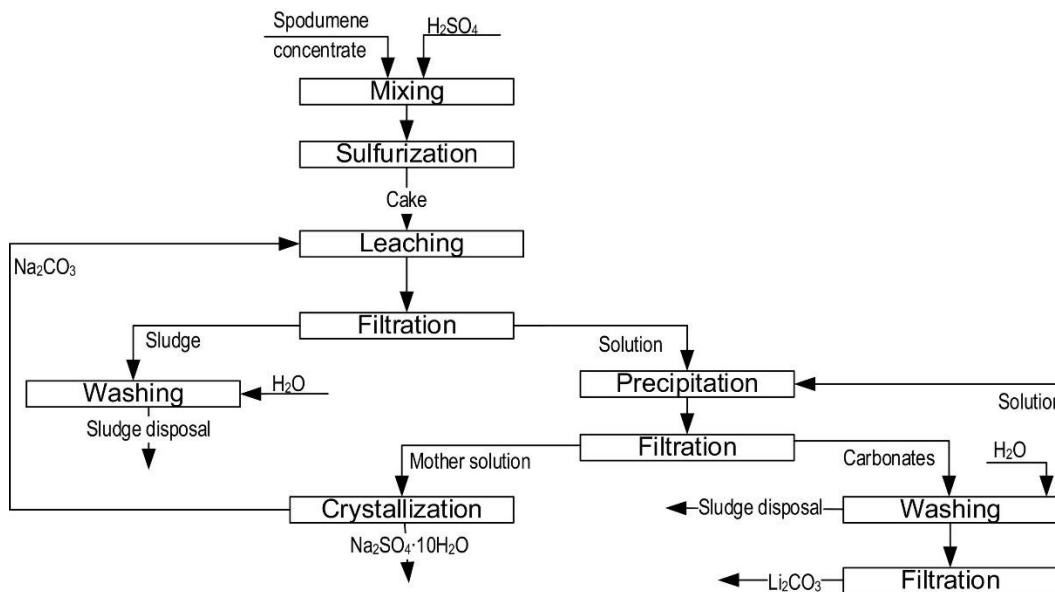 Spodumene
concentrate
H₂SO₄
Mixing
Sulfurization
Cake
Leaching
Na₂CO₃
Filtration
Sludge
Solution
Washing
H₂O
Precipitation
Solution
Sludge disposal
Filtration
Mother solution
Carbonates
H₂O
Crystallization
Sludge disposal
Washing
Na₂SO₄·10H₂O
Li₂CO₃
Filtration